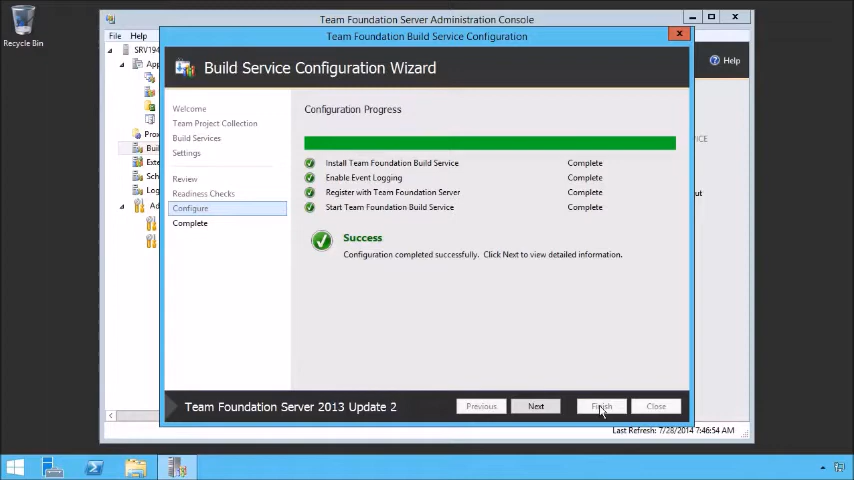 Recycle Bin
Team Foundation Server Administration Console
File Help
SRV194
Team Foundation Build Service Configuration
Build Service Configuration Wizard
Help
Welcome
Team Project Collection
Build Services
Settings
Review
Readiness Checks
Configure
Complete
Configuration Progress
Install Team Foundation Build Service Complete
Enable Event Logging Complete
Register with Team Foundation Server Complete
Start Team Foundation Build Service Complete
Success
Configuration completed successfully. Click Next to view detailed information.
Team Foundation Server 2013 Update 2
Previous Next Finish Close
Last Refresh: 7/28/2014 7:46:54 AM